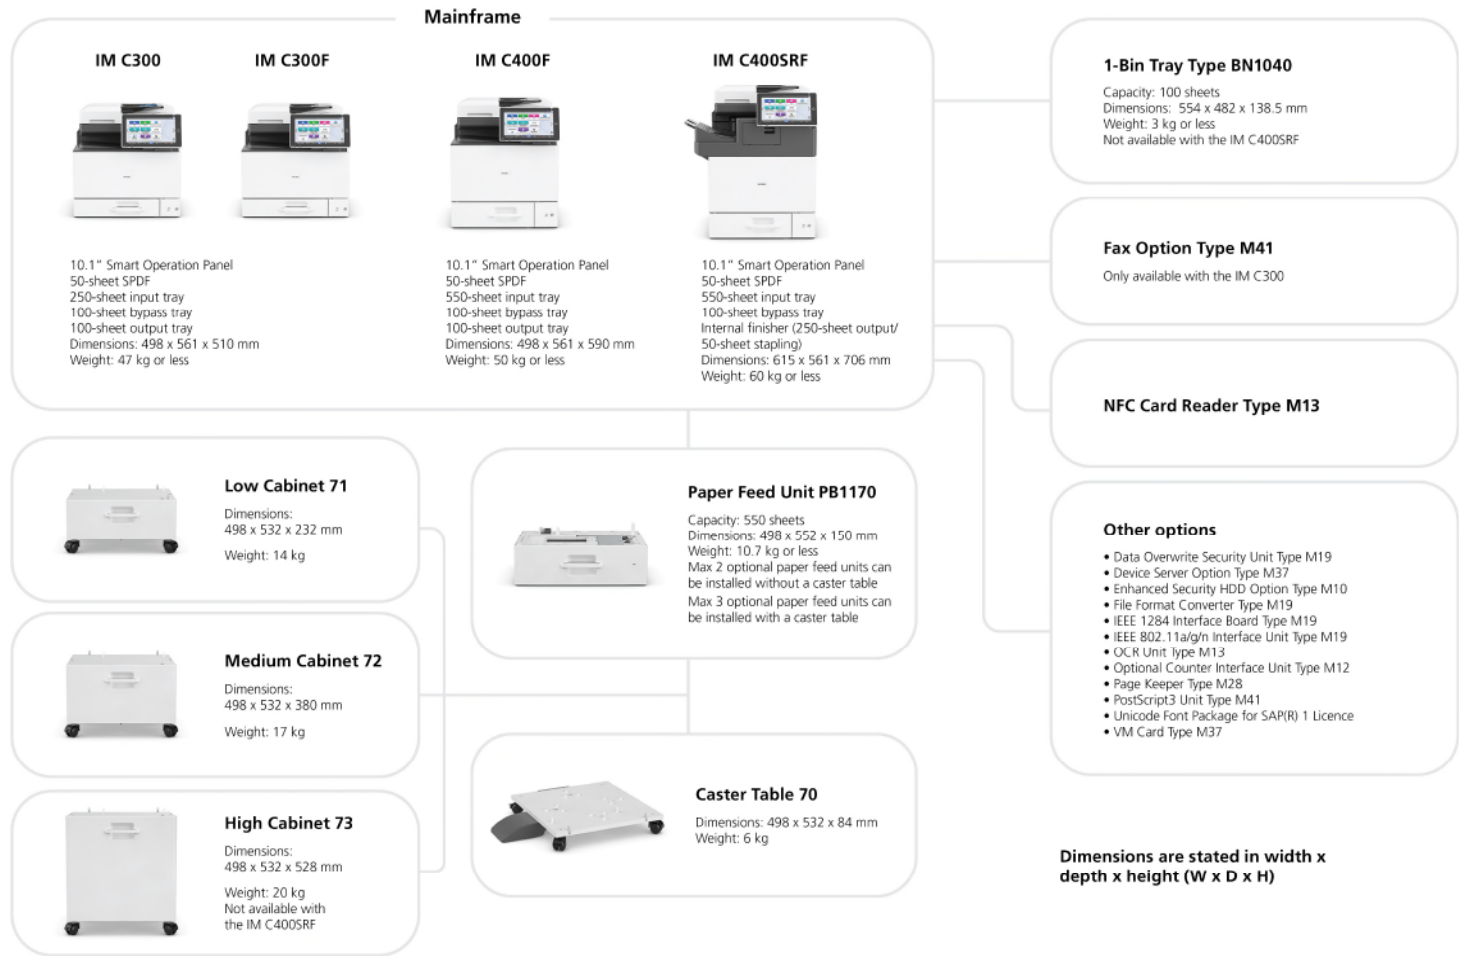 Mainframe
IM C300
IM C300F
IM C400F
IM C400SRF
10.1” Smart Operation Panel
50-sheet SPDF
250-sheet input tray
100-sheet bypass tray
100-sheet output tray
Dimensions: 498 x 561 x 510 mm
Weight: 47 kg or less
10.1” Smart Operation Panel
50-sheet SPDF
550-sheet input tray
100-sheet bypass tray
100-sheet output tray
Dimensions: 498 x 561 x 590 mm
Weight: 50 kg or less
10.1” Smart Operation Panel
50-sheet SPDF
550-sheet input tray
100-sheet bypass tray
Internal finisher (250-sheet output/
50-sheet stapling)
Dimensions: 615 x 561 x 706 mm
Weight: 60 kg or less
1-Bin Tray Type BN1040
Capacity: 100 sheets
Dimensions: 554 x 482 x 138.5 mm
Weight: 3 kg or less
Not available with the IM C400SRF
Fax Option Type M41
Only available with the IM C300
NFC Card Reader Type M13
Low Cabinet 71
Dimensions:
498 x 532 x 232 mm
Weight: 14 kg
Medium Cabinet 72
Dimensions:
498 x 532 x 380 mm
Weight: 17 kg
High Cabinet 73
Dimensions:
498 x 532 x 528 mm
Weight: 20 kg
Not available with
the IM C400SRF
Paper Feed Unit PB1170
Capacity: 550 sheets
Dimensions: 498 x 552 x 150 mm
Weight: 10.7 kg or less
Max 2 optional paper feed units can
be installed without a caster table
Max 3 optional paper feed units can
be installed with a caster table
Caster Table 70
Dimensions: 498 x 532 x 84 mm
Weight: 6 kg
Other options
• Data Overwrite Security Unit Type M19
• Device Server Option Type M37
• Enhanced Security HDD Option Type M10
• File Format Converter Type M19
• IEEE 1284 Interface Board Type M19
• IEEE 802.11a/g/n Interface Unit Type M19
• OCR Unit Type M13
• Optional Counter Interface Unit Type M12
• Page Keeper Type M28
• PostScript3 Unit Type M41
• Unicode Font Package for SAP(R) 1 Licence
• VM Card Type M37
Dimensions are stated in width x
depth x height (W x D x H)